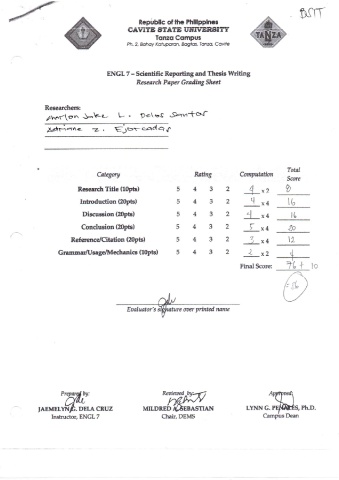 BSIT
Republic of the Philippines
CAVITE STATE UNIVERSITY
Tanza Campus
Ph. 2, Bahay Katuparan, Bagtas, Tanza, Cavite
TANZA
ENGL 7 – Scientific Reporting and Thesis Writing
Research Paper Grading Sheet
Researchers:
Jake L. Delos Santos
Adrianne Z. Ejercadas
Category Rating Computation Total Score
Research Title (10pts) 5 4 3 2 4 x 2 8
Introduction (20pts) 5 4 3 2 4 x 4 16
Discussion (20pts) 5 4 3 2 4 x 4 16
Conclusion (20pts) 5 4 3 2 5 x 4 20
Reference/Citation (20pts) 5 4 3 2 3 x 4 12
Grammar/Usage/Mechanics (10pts) 5 4 3 2 2 x 2 4
Final Score: 76 + 10
86
Evaluator's signature over printed name
Prepared by: Reviewed by: Approved:
JAEMELYN G. DELA CRUZ MILDRED A. SEBASTIAN LYNN G. PEÑALES, Ph.D.
Instructor, ENGL 7 Chair, DEMS Campus Dean